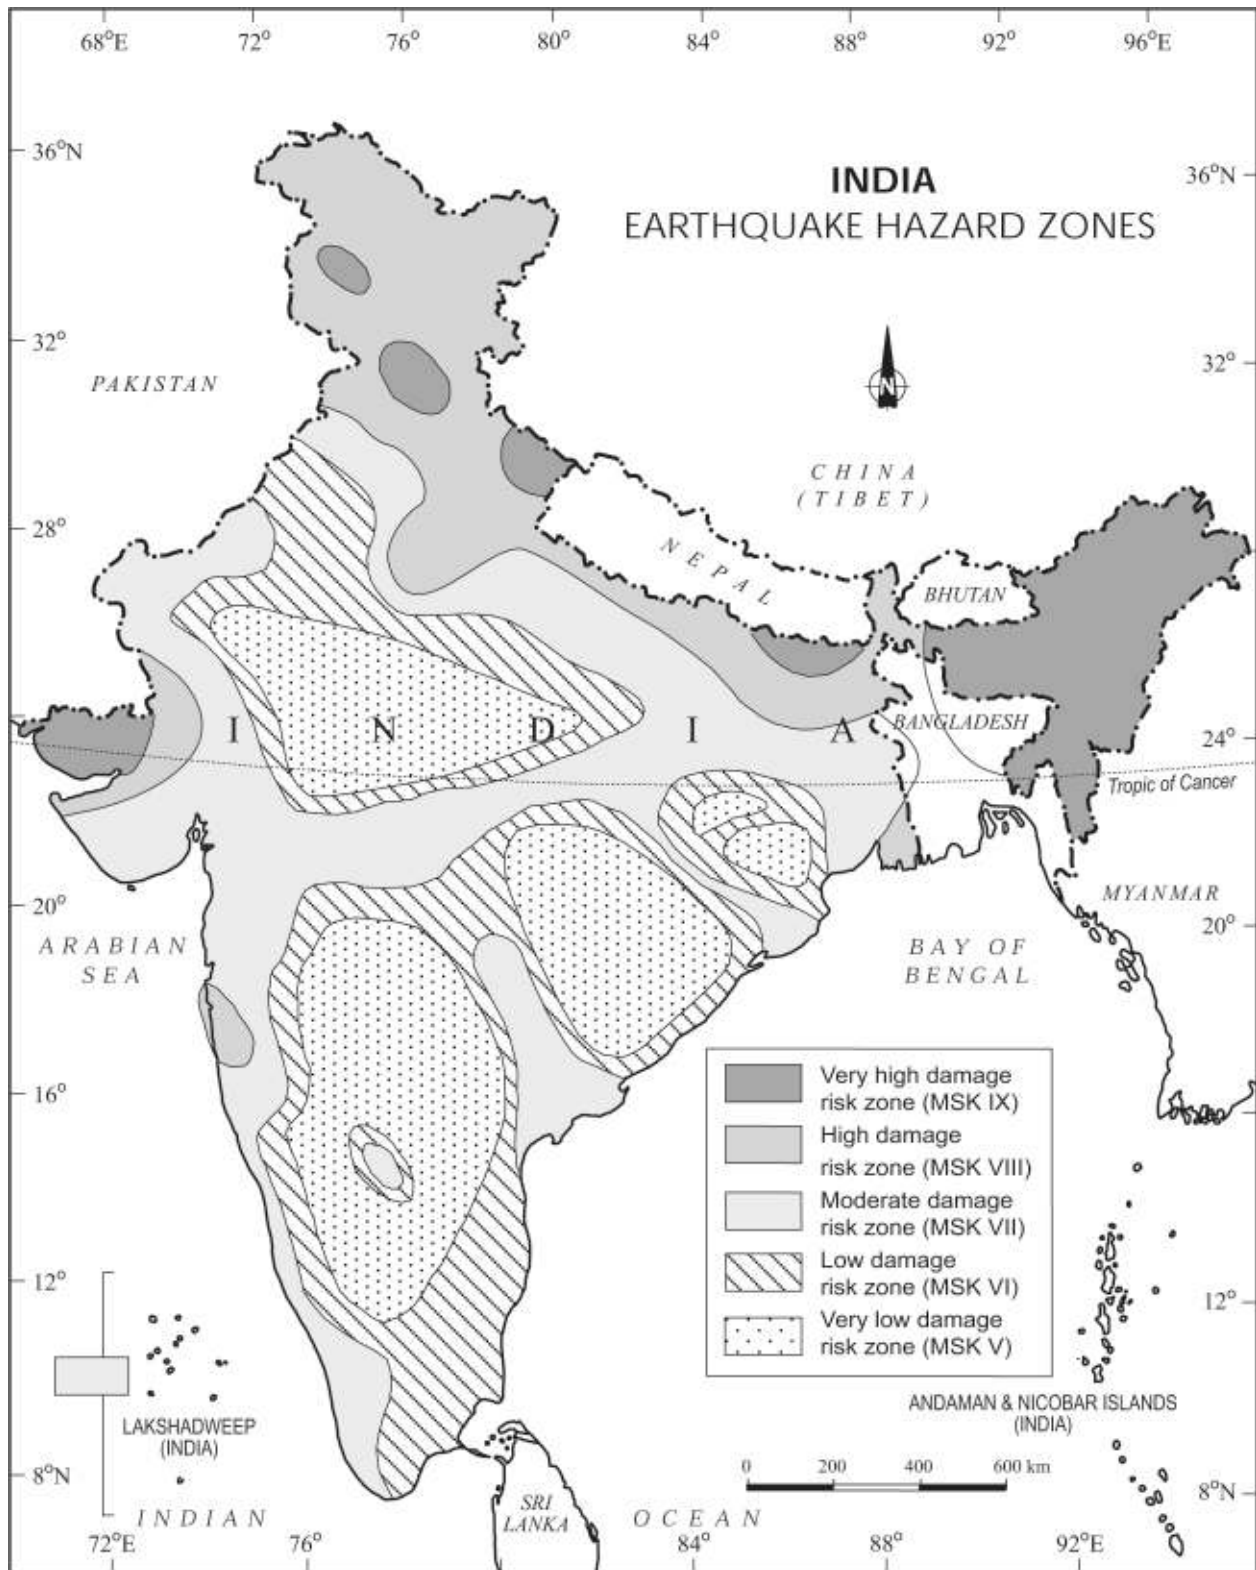 68°E 72° 76° 80° 84° 88° 92° 96°E
36°N
36°N
INDIA
EARTHQUAKE HAZARD ZONES
32°
32°
PAKISTAN
N
CHINA
(TIBET)
28°
28°
NEPAL
BHUTAN
I N D I A
BANGLADESH
24°
Tropic of Cancer
MYANMAR
20°
20°
ARABIAN
SEA
BAY OF
BENGAL
Very high damage
risk zone (MSK IX)
16°
High damage
risk zone (MSK VIII)
Moderate damage
risk zone (MSK VII)
Low damage
risk zone (MSK VI)
12°
12°
Very low damage
risk zone (MSK V)
LAKSHADWEEP
(INDIA)
ANDAMAN & NICOBAR ISLANDS
(INDIA)
8°N
0 200 400 600 km
8°N
INDIAN
SRI
LANKA
OCEAN
72°E 76° 84° 88° 92°E